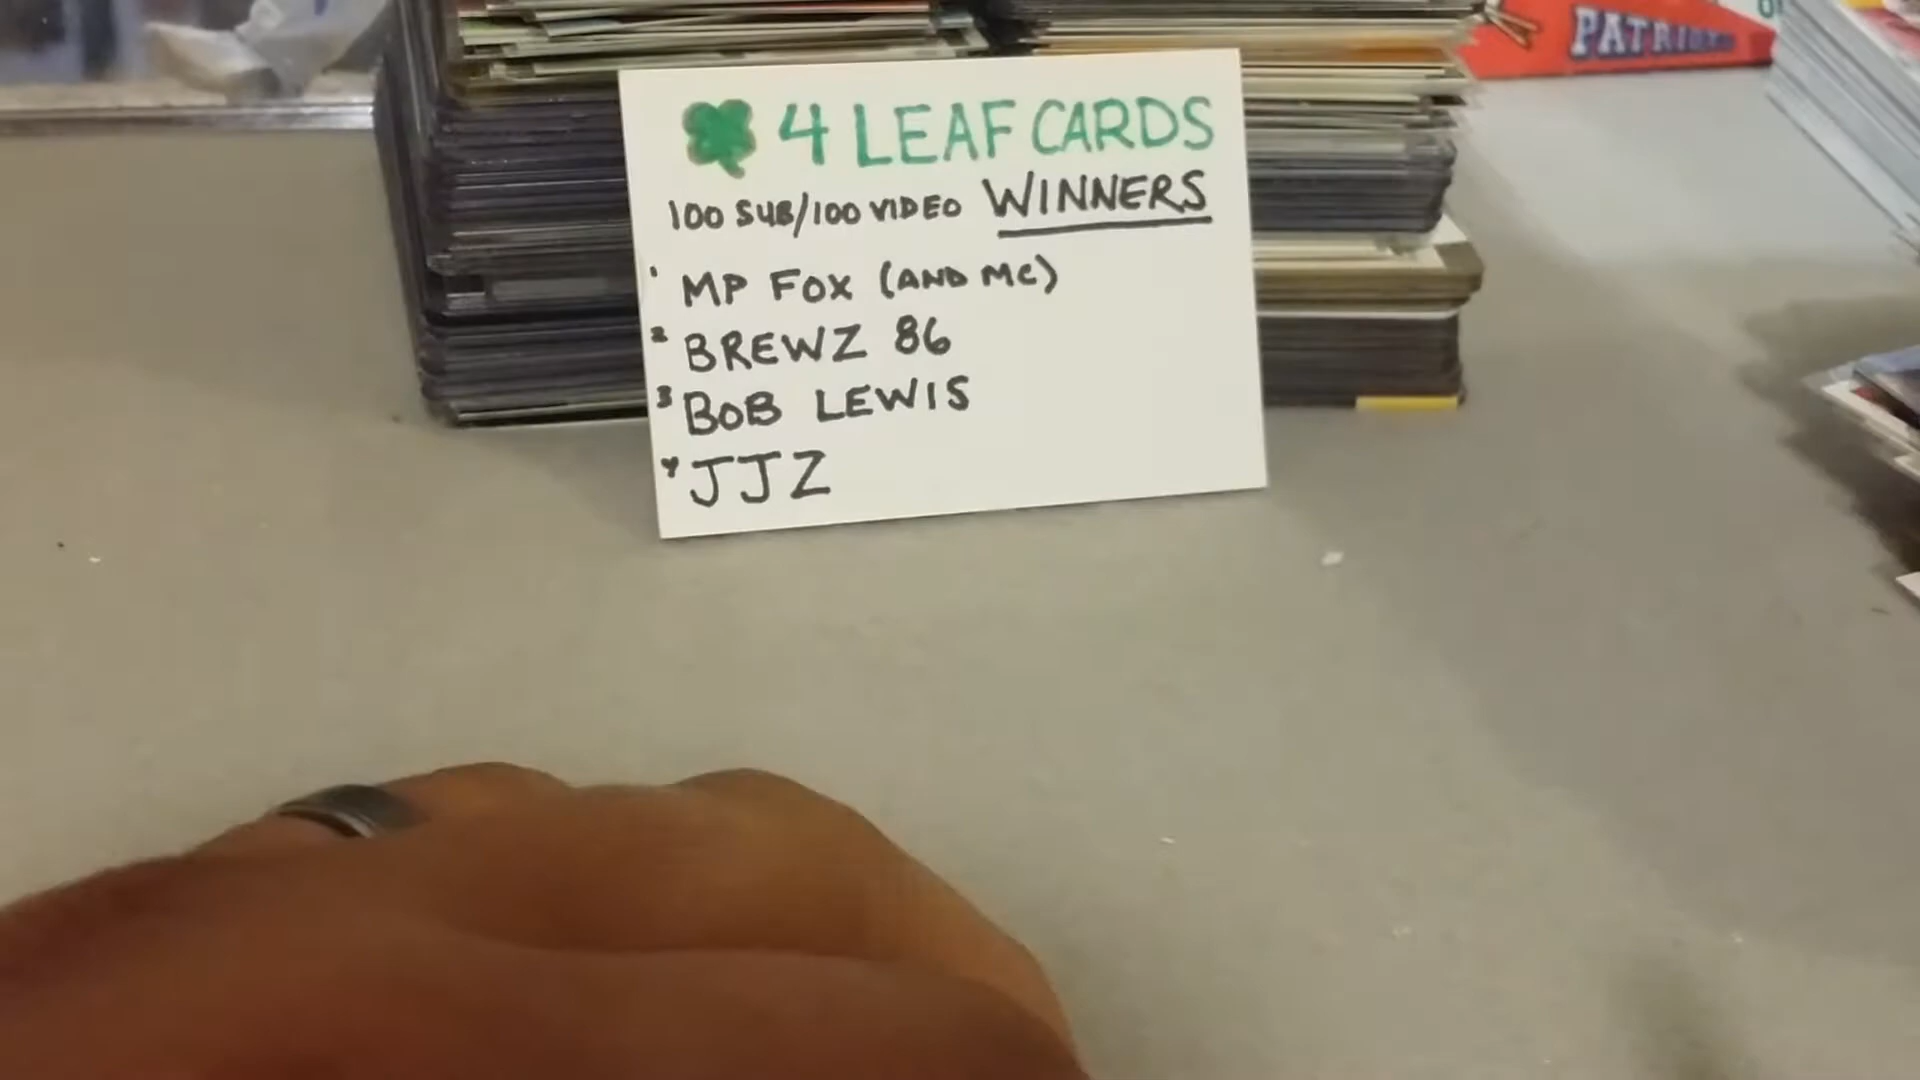 4 LEAF CARDS
100 SUB/100 VIDEO WINNERS
1 MP FOX (AND MC)
2 BREWZ 86
3 BOB LEWIS
4 JJZ
PATRIOTS